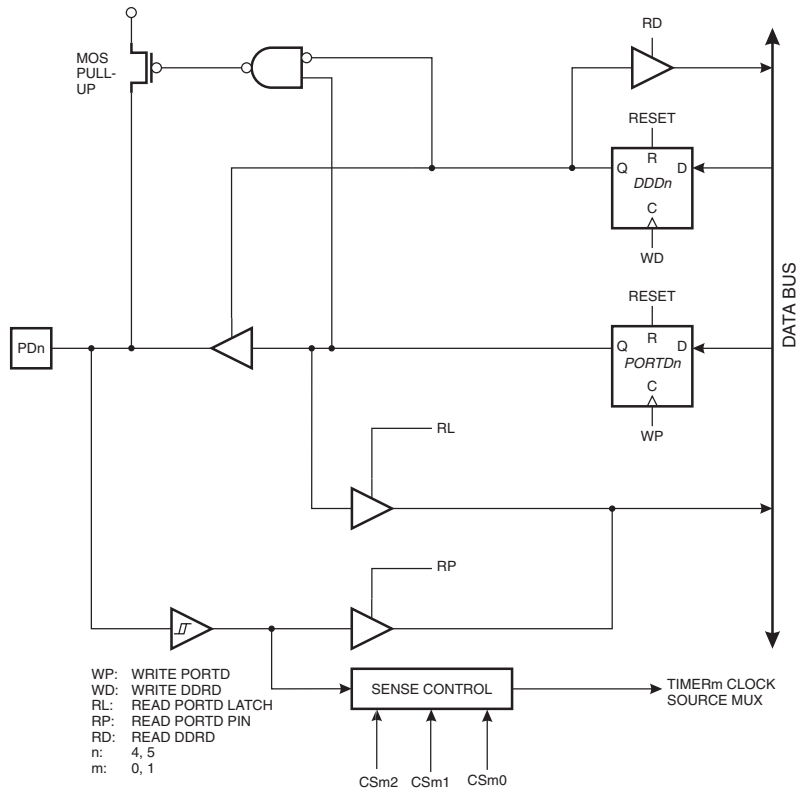 RD
MOS
PULL-
UP
RESET
R
Q
D
DDDn
C
WD
DATA BUS
RESET
R
Q
D
PDn
PORTDn
C
WP
RL
RP
WP: WRITE PORTD
WD: WRITE DDRD
RL: READ PORTD LATCH
RP: READ PORTD PIN
RD: READ DDRD
n: 4, 5
m: 0, 1
SENSE CONTROL
TIMERm CLOCK
SOURCE MUX
CSm2
CSm1
CSm0